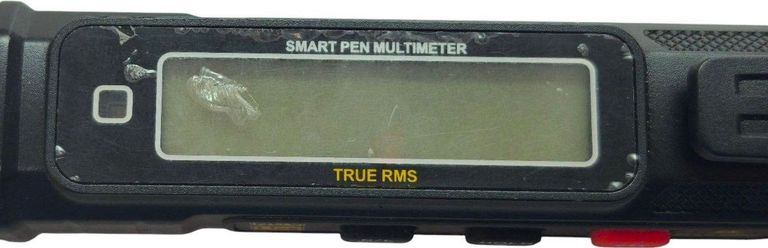 SMART PEN MULTIMETER
TRUE RMS